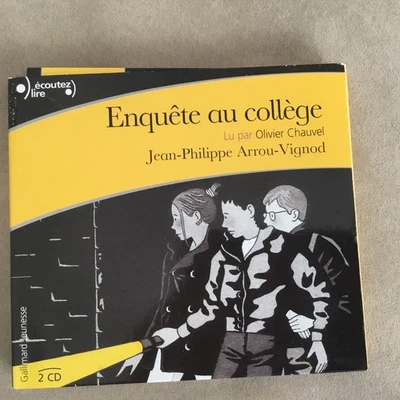 écoutez
lire
Enquête au collège
Lu par Olivier Chauvel
Jean-Philippe Arrou-Vignod
Gallimard Jeunesse
2 CD